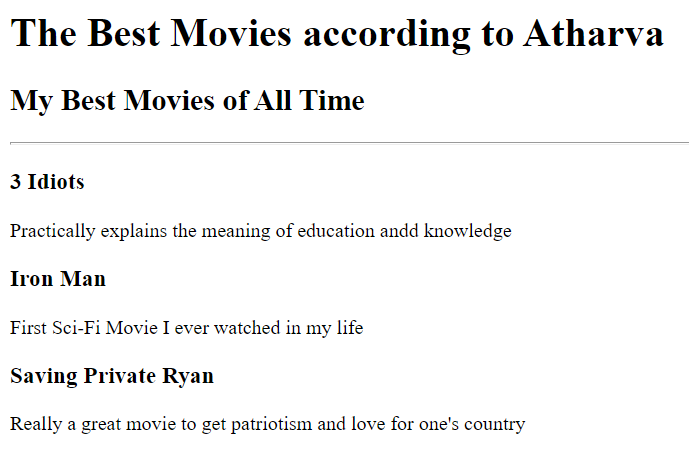 The Best Movies according to Atharva
My Best Movies of All Time
3 Idiots
Practically explains the meaning of education andd knowledge
Iron Man
First Sci-Fi Movie I ever watched in my life
Saving Private Ryan
Really a great movie to get patriotism and love for one's country